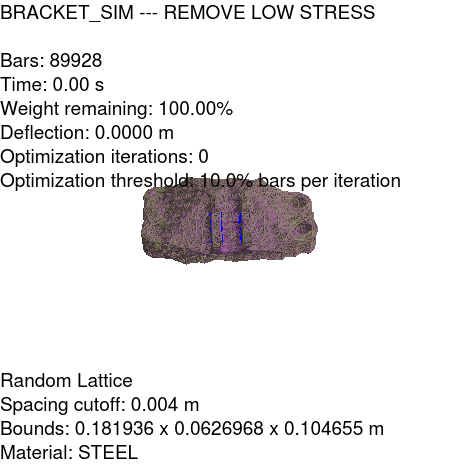 BRACKET_SIM --- REMOVE LOW STRESS
Bars: 89928
Time: 0.00 s
Weight remaining: 100.00%
Deflection: 0.0000 m
Optimization iterations: 0
Optimization threshold: 10.0% bars per iteration
Random Lattice
Spacing cutoff: 0.004 m
Bounds: 0.181936 x 0.0626968 x 0.104655 m
Material: STEEL